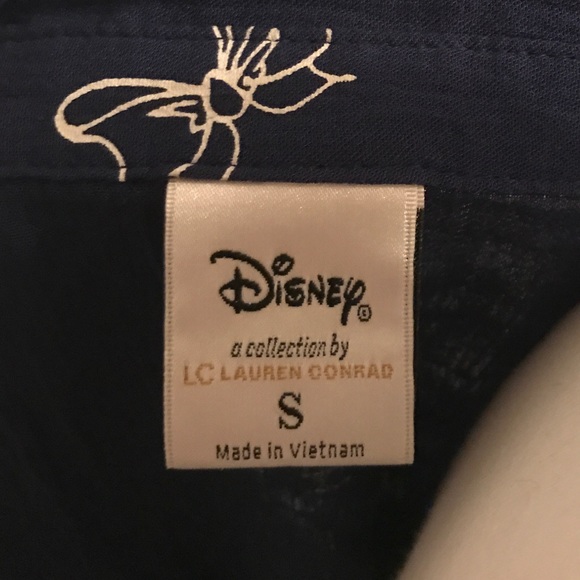 Disney©
a collection by
LC LAUREN CONRAD
S
Made in Vietnam